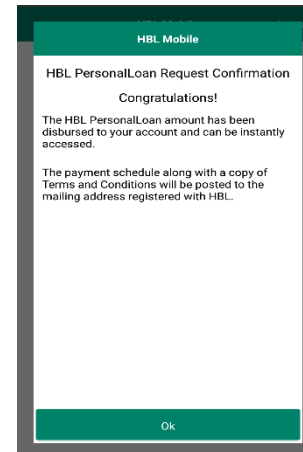 HBL Mobile
HBL PersonalLoan Request Confirmation
Congratulations!
The HBL PersonalLoan amount has been
disbursed to your account and can be instantly
accessed.
The payment schedule along with a copy of
Terms and Conditions will be posted to the
mailing address registered with HBL.
Ok